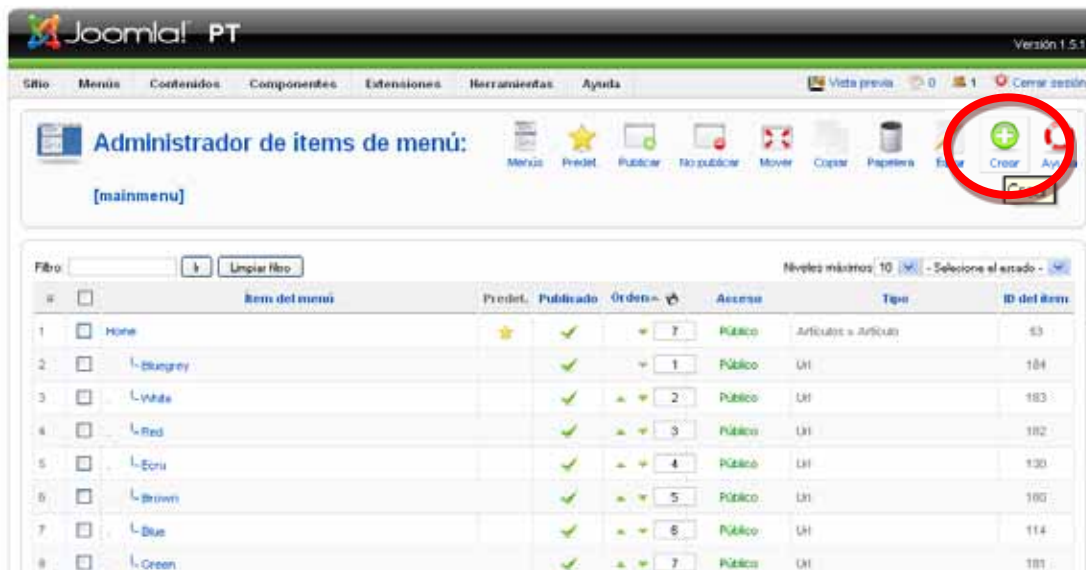 Joomla! PT
Versión 1.5.1
Sitio Menús Contenidos Componentes Extensiones Herramientas Ayuda Vista previa 0 1 Cerrar sesión
Administrador de items de menú:
[mainmenu]
Menús Predet. Publicar No publicar Mover Copiar Papelera Crear
Filtro: Ir Limpiar filtro Niveles máximos 10 - Selecione el estado -
# Ítem del menú Predet. Publicado Orden Acceso Tipo ID del ítem
1 Home 7 Público Artículos » Artículo 53
2 Bluegrey 1 Público Url 184
3 White 2 Público Url 183
4 Red 3 Público Url 182
5 Ecru 4 Público Url 130
6 Brown 5 Público Url 180
7 Blue 6 Público Url 114
8 Green 7 Público Url 181